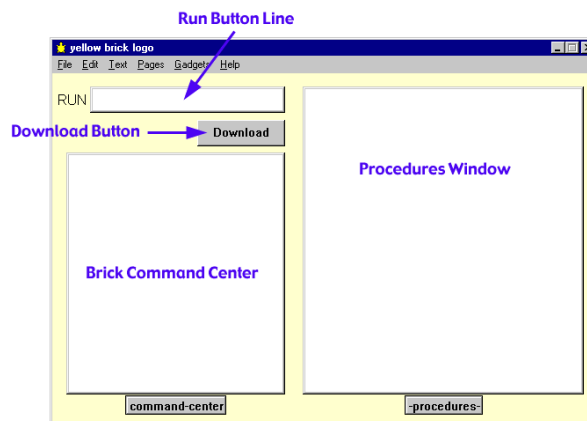 Run Button Line
yellow brick logo
File Edit Text Pages Gadgets Help
RUN
Download Button
Download
Procedures Window
Brick Command Center
command-center
-procedures-